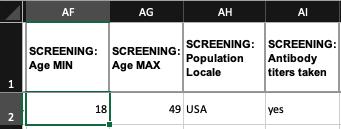 AF AG AH AI
1 SCREENING: Age MIN SCREENING: Age MAX SCREENING: Population Locale SCREENING: Antibody titers taken
2 18 49 USA yes